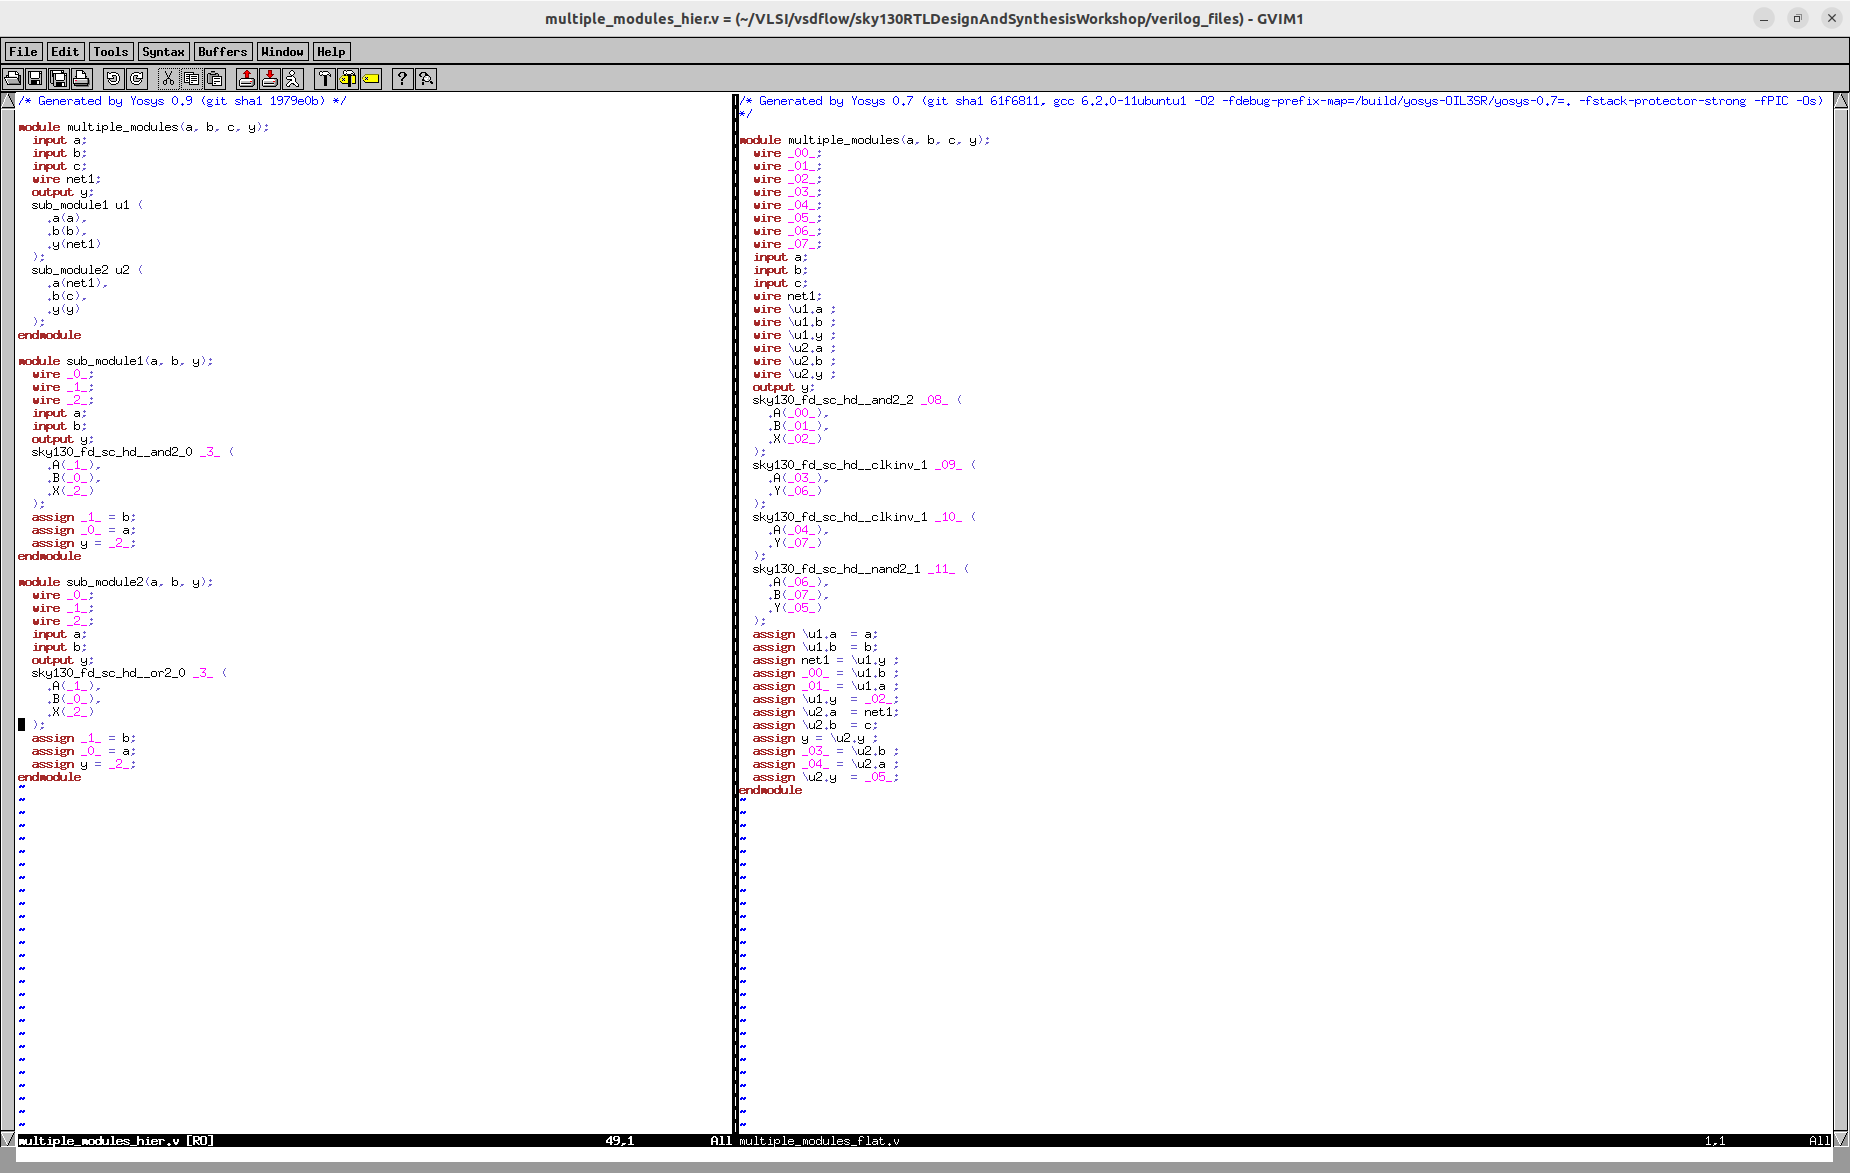 multiple_modules_hier.v = (~/VLSI/vsdflow/sky130RTLDesignAndSynthesisWorkshop/verilog_files) - GVIM1
File Edit Tools Syntax Buffers Window Help
/* Generated by Yosys 0.9 (git sha1 1979e0b) */
module multiple_modules(a, b, c, y);
  input a;
  input b;
  input c;
  wire net1;
  output y;
  sub_module1 u1 (
    .a(a),
    .b(b),
    .y(net1)
  );
  sub_module2 u2 (
    .a(net1),
    .b(c),
    .y(y)
  );
endmodule
module sub_module1(a, b, y);
  wire _0_;
  wire _1_;
  wire _2_;
  input a;
  input b;
  output y;
  sky130_fd_sc_hd__and2_0 _3_ (
    .A(_1_),
    .B(_0_),
    .X(_2_)
  );
  assign _1_ = b;
  assign _0_ = a;
  assign y = _2_;
endmodule
module sub_module2(a, b, y);
  wire _0_;
  wire _1_;
  wire _2_;
  input a;
  input b;
  output y;
  sky130_fd_sc_hd__or2_0 _3_ (
    .A(_1_),
    .B(_0_),
    .X(_2_)
  );
  assign _1_ = b;
  assign _0_ = a;
  assign y = _2_;
endmodule
multiple_modules_hier.v [RO] 49,1 All
/* Generated by Yosys 0.7 (git sha1 61f6811, gcc 6.2.0-11ubuntu1 -O2 -fdebug-prefix-map=/build/yosys-OIL3SR/yosys-0.7=. -fstack-protector-strong -fPIC -Os)
*/
module multiple_modules(a, b, c, y);
  wire _00_;
  wire _01_;
  wire _02_;
  wire _03_;
  wire _04_;
  wire _05_;
  wire _06_;
  wire _07_;
  input a;
  input b;
  input c;
  wire net1;
  wire \u1.a ;
  wire \u1.b ;
  wire \u1.y ;
  wire \u2.a ;
  wire \u2.b ;
  wire \u2.y ;
  output y;
  sky130_fd_sc_hd__and2_2 _08_ (
    .A(_00_),
    .B(_01_),
    .X(_02_)
  );
  sky130_fd_sc_hd__clkinv_1 _09_ (
    .A(_03_),
    .Y(_06_)
  );
  sky130_fd_sc_hd__clkinv_1 _10_ (
    .A(_04_),
    .Y(_07_)
  );
  sky130_fd_sc_hd__nand2_1 _11_ (
    .A(_06_),
    .B(_07_),
    .Y(_05_)
  );
  assign \u1.a  = a;
  assign \u1.b  = b;
  assign net1 = \u1.y ;
  assign _00_ = \u1.b ;
  assign _01_ = \u1.a ;
  assign \u1.y  = _02_;
  assign \u2.a  = net1;
  assign \u2.b  = c;
  assign y = \u2.y ;
  assign _03_ = \u2.b ;
  assign _04_ = \u2.a ;
  assign \u2.y  = _05_;
endmodule
multiple_modules_flat.v 1,1 All